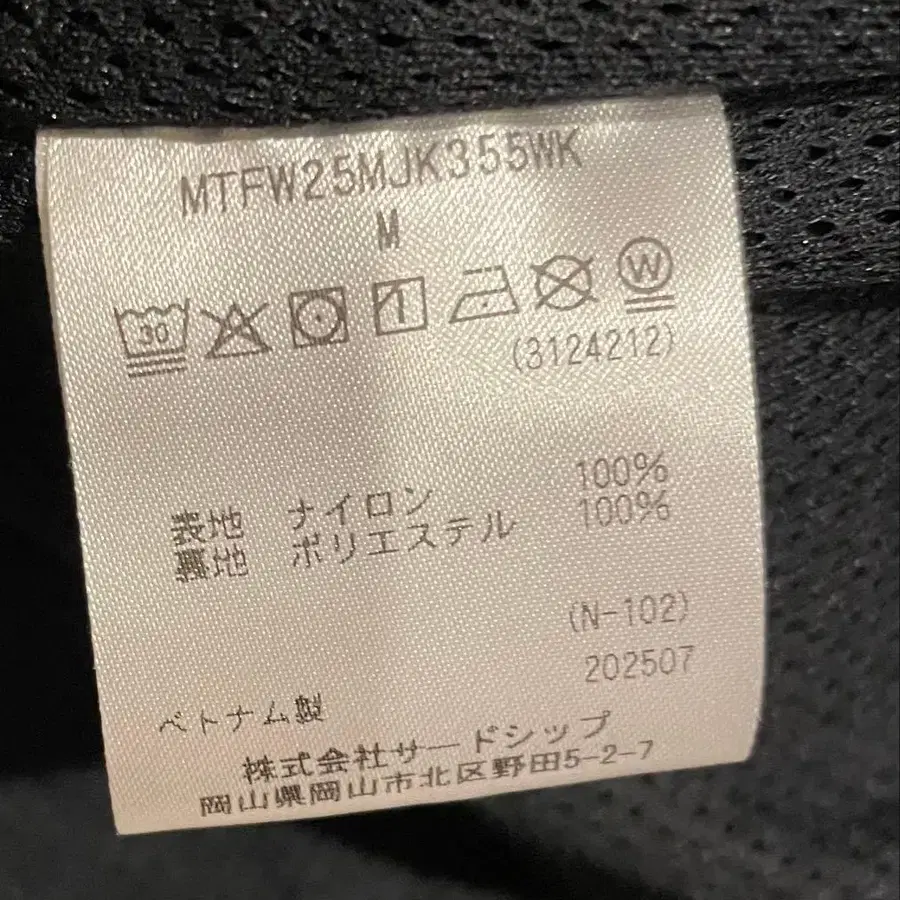 MTFW25MJK355WK
M
30 W
(3124212)
表地 ナイロン 100%
裏地 ポリエステル 100%
(N-102)
202507
ベトナム製
株式会社サードシップ
岡山県岡山市北区野田5-2-7